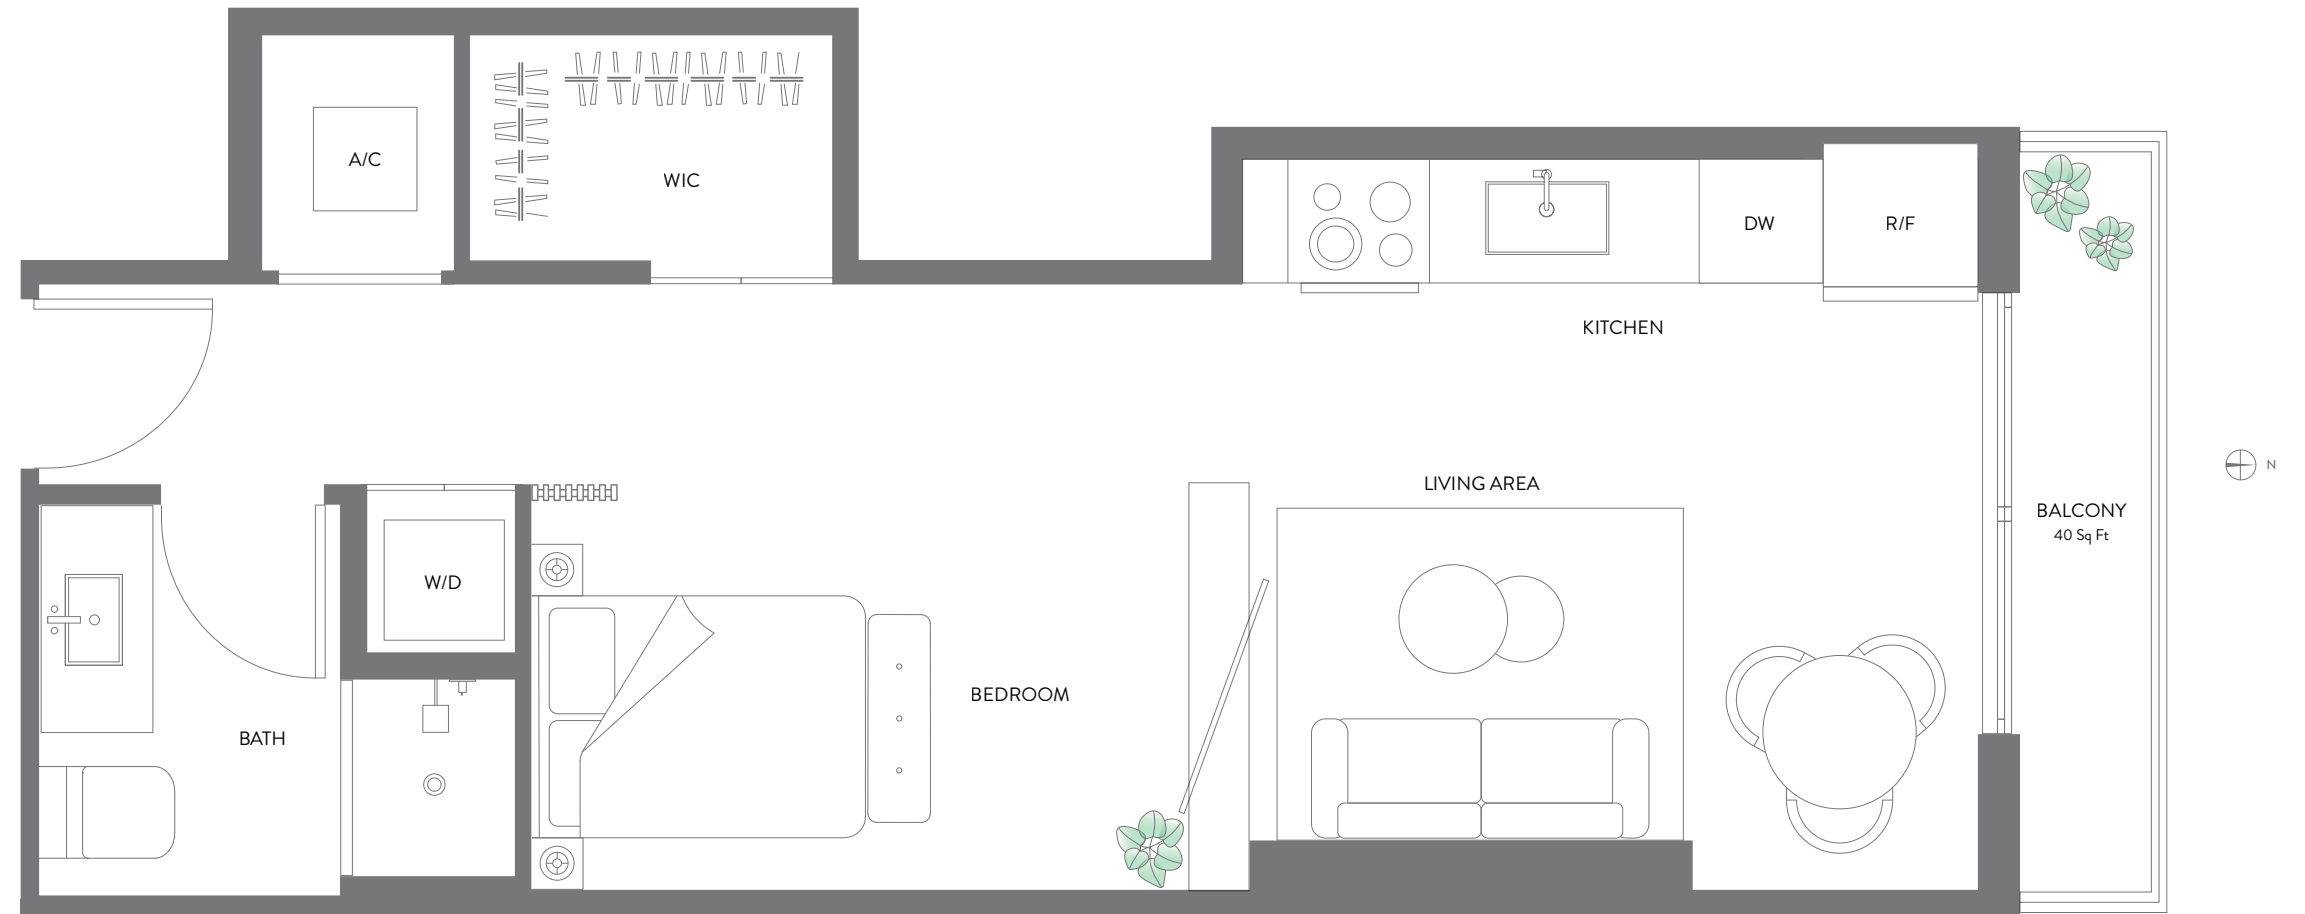 A/C
WIC
DW
R/F
KITCHEN
LIVING AREA
N
BALCONY
40 Sq Ft
W/D
BEDROOM
BATH